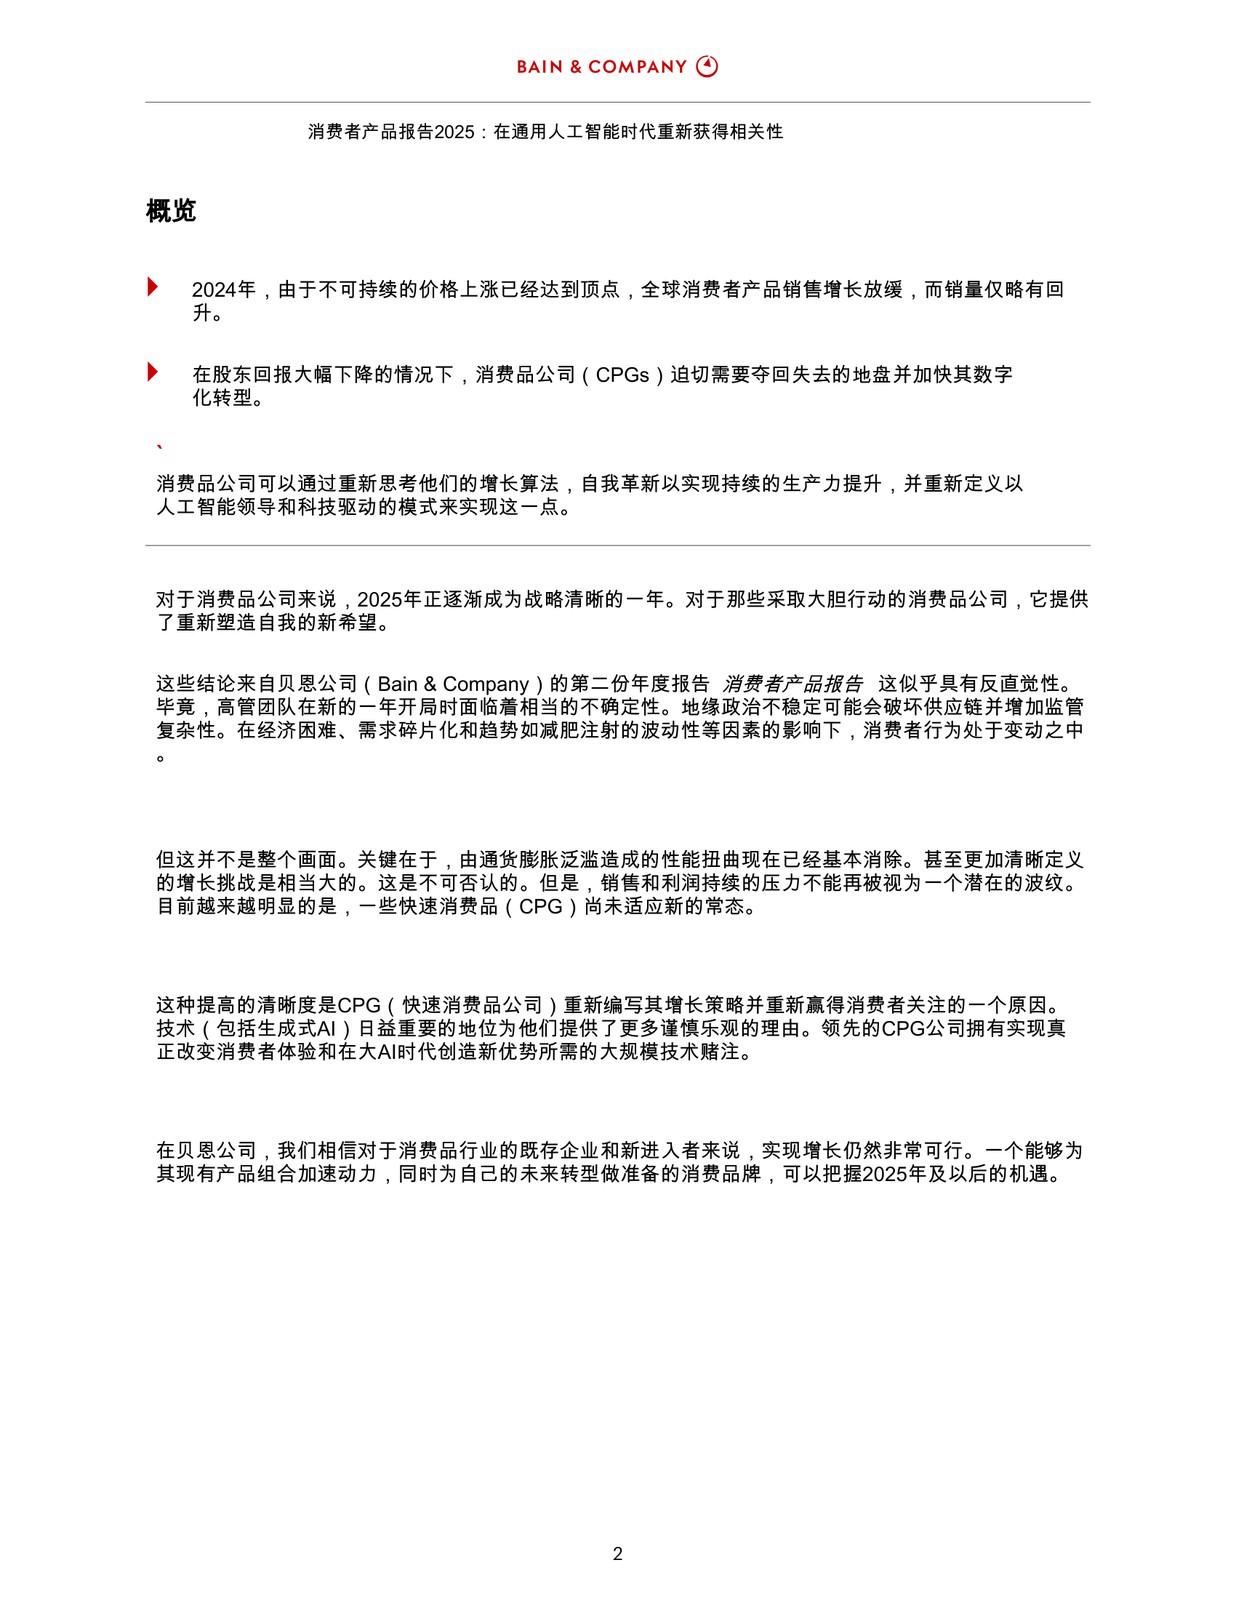 BAIN & COMPANY
消费者产品报告2025：在通用人工智能时代重新获得相关性
概览
2024年，由于不可持续的价格上涨已经达到顶点，全球消费者产品销售增长放缓，而销量仅略有回
升。
在股东回报大幅下降的情况下，消费品公司（CPGs）迫切需要夺回失去的地盘并加快其数字
化转型。
、
消费品公司可以通过重新思考他们的增长算法，自我革新以实现持续的生产力提升，并重新定义以
人工智能领导和科技驱动的模式来实现这一点。
对于消费品公司来说，2025年正逐渐成为战略清晰的一年。对于那些采取大胆行动的消费品公司，它提供
了重新塑造自我的新希望。
这些结论来自贝恩公司（Bain & Company）的第二份年度报告 消费者产品报告 这似乎具有反直觉性。
毕竟，高管团队在新的一年开局时面临着相当的不确定性。地缘政治不稳定可能会破坏供应链并增加监管
复杂性。在经济困难、需求碎片化和趋势如减肥注射的波动性等因素的影响下，消费者行为处于变动之中
。
但这并不是整个画面。关键在于，由通货膨胀泛滥造成的性能扭曲现在已经基本消除。甚至更加清晰定义
的增长挑战是相当大的。这是不可否认的。但是，销售和利润持续的压力不能再被视为一个潜在的波纹。
目前越来越明显的是，一些快速消费品（CPG）尚未适应新的常态。
这种提高的清晰度是CPG（快速消费品公司）重新编写其增长策略并重新赢得消费者关注的一个原因。
技术（包括生成式AI）日益重要的地位为他们提供了更多谨慎乐观的理由。领先的CPG公司拥有实现真
正改变消费者体验和在大AI时代创造新优势所需的大规模技术赌注。
在贝恩公司，我们相信对于消费品行业的既存企业和新进入者来说，实现增长仍然非常可行。一个能够为
其现有产品组合加速动力，同时为自己的未来转型做准备的消费品牌，可以把握2025年及以后的机遇。
2